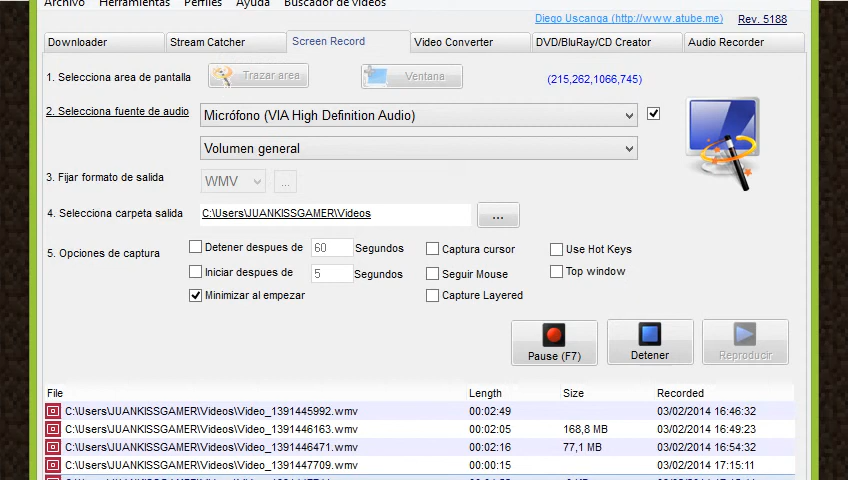 Archivo Herramientas Perfiles Ayuda Buscador de videos
Diego Uscanga (http://www.atube.me) Rev. 5188
Downloader Stream Catcher Screen Record Video Converter DVD/BluRay/CD Creator Audio Recorder
1. Selecciona area de pantalla Trazar area Ventana (215,262,1066,745)
2. Selecciona fuente de audio Micrófono (VIA High Definition Audio)
Volumen general
3. Fijar formato de salida WMV ...
4. Selecciona carpeta salida C:\Users\JUANKISSGAMER\Videos ...
5. Opciones de captura Detener despues de 60 Segundos Captura cursor Use Hot Keys
Iniciar despues de 5 Segundos Seguir Mouse Top window
Minimizar al empezar Capture Layered
Pause (F7) Detener Reproducir
File Length Size Recorded
C:\Users\JUANKISSGAMER\Videos\Video_1391445992.wmv 00:02:49 03/02/2014 16:46:32
C:\Users\JUANKISSGAMER\Videos\Video_1391446163.wmv 00:02:05 168,8 MB 03/02/2014 16:49:23
C:\Users\JUANKISSGAMER\Videos\Video_1391446471.wmv 00:02:16 77,1 MB 03/02/2014 16:54:32
C:\Users\JUANKISSGAMER\Videos\Video_1391447709.wmv 00:00:15 03/02/2014 17:15:11